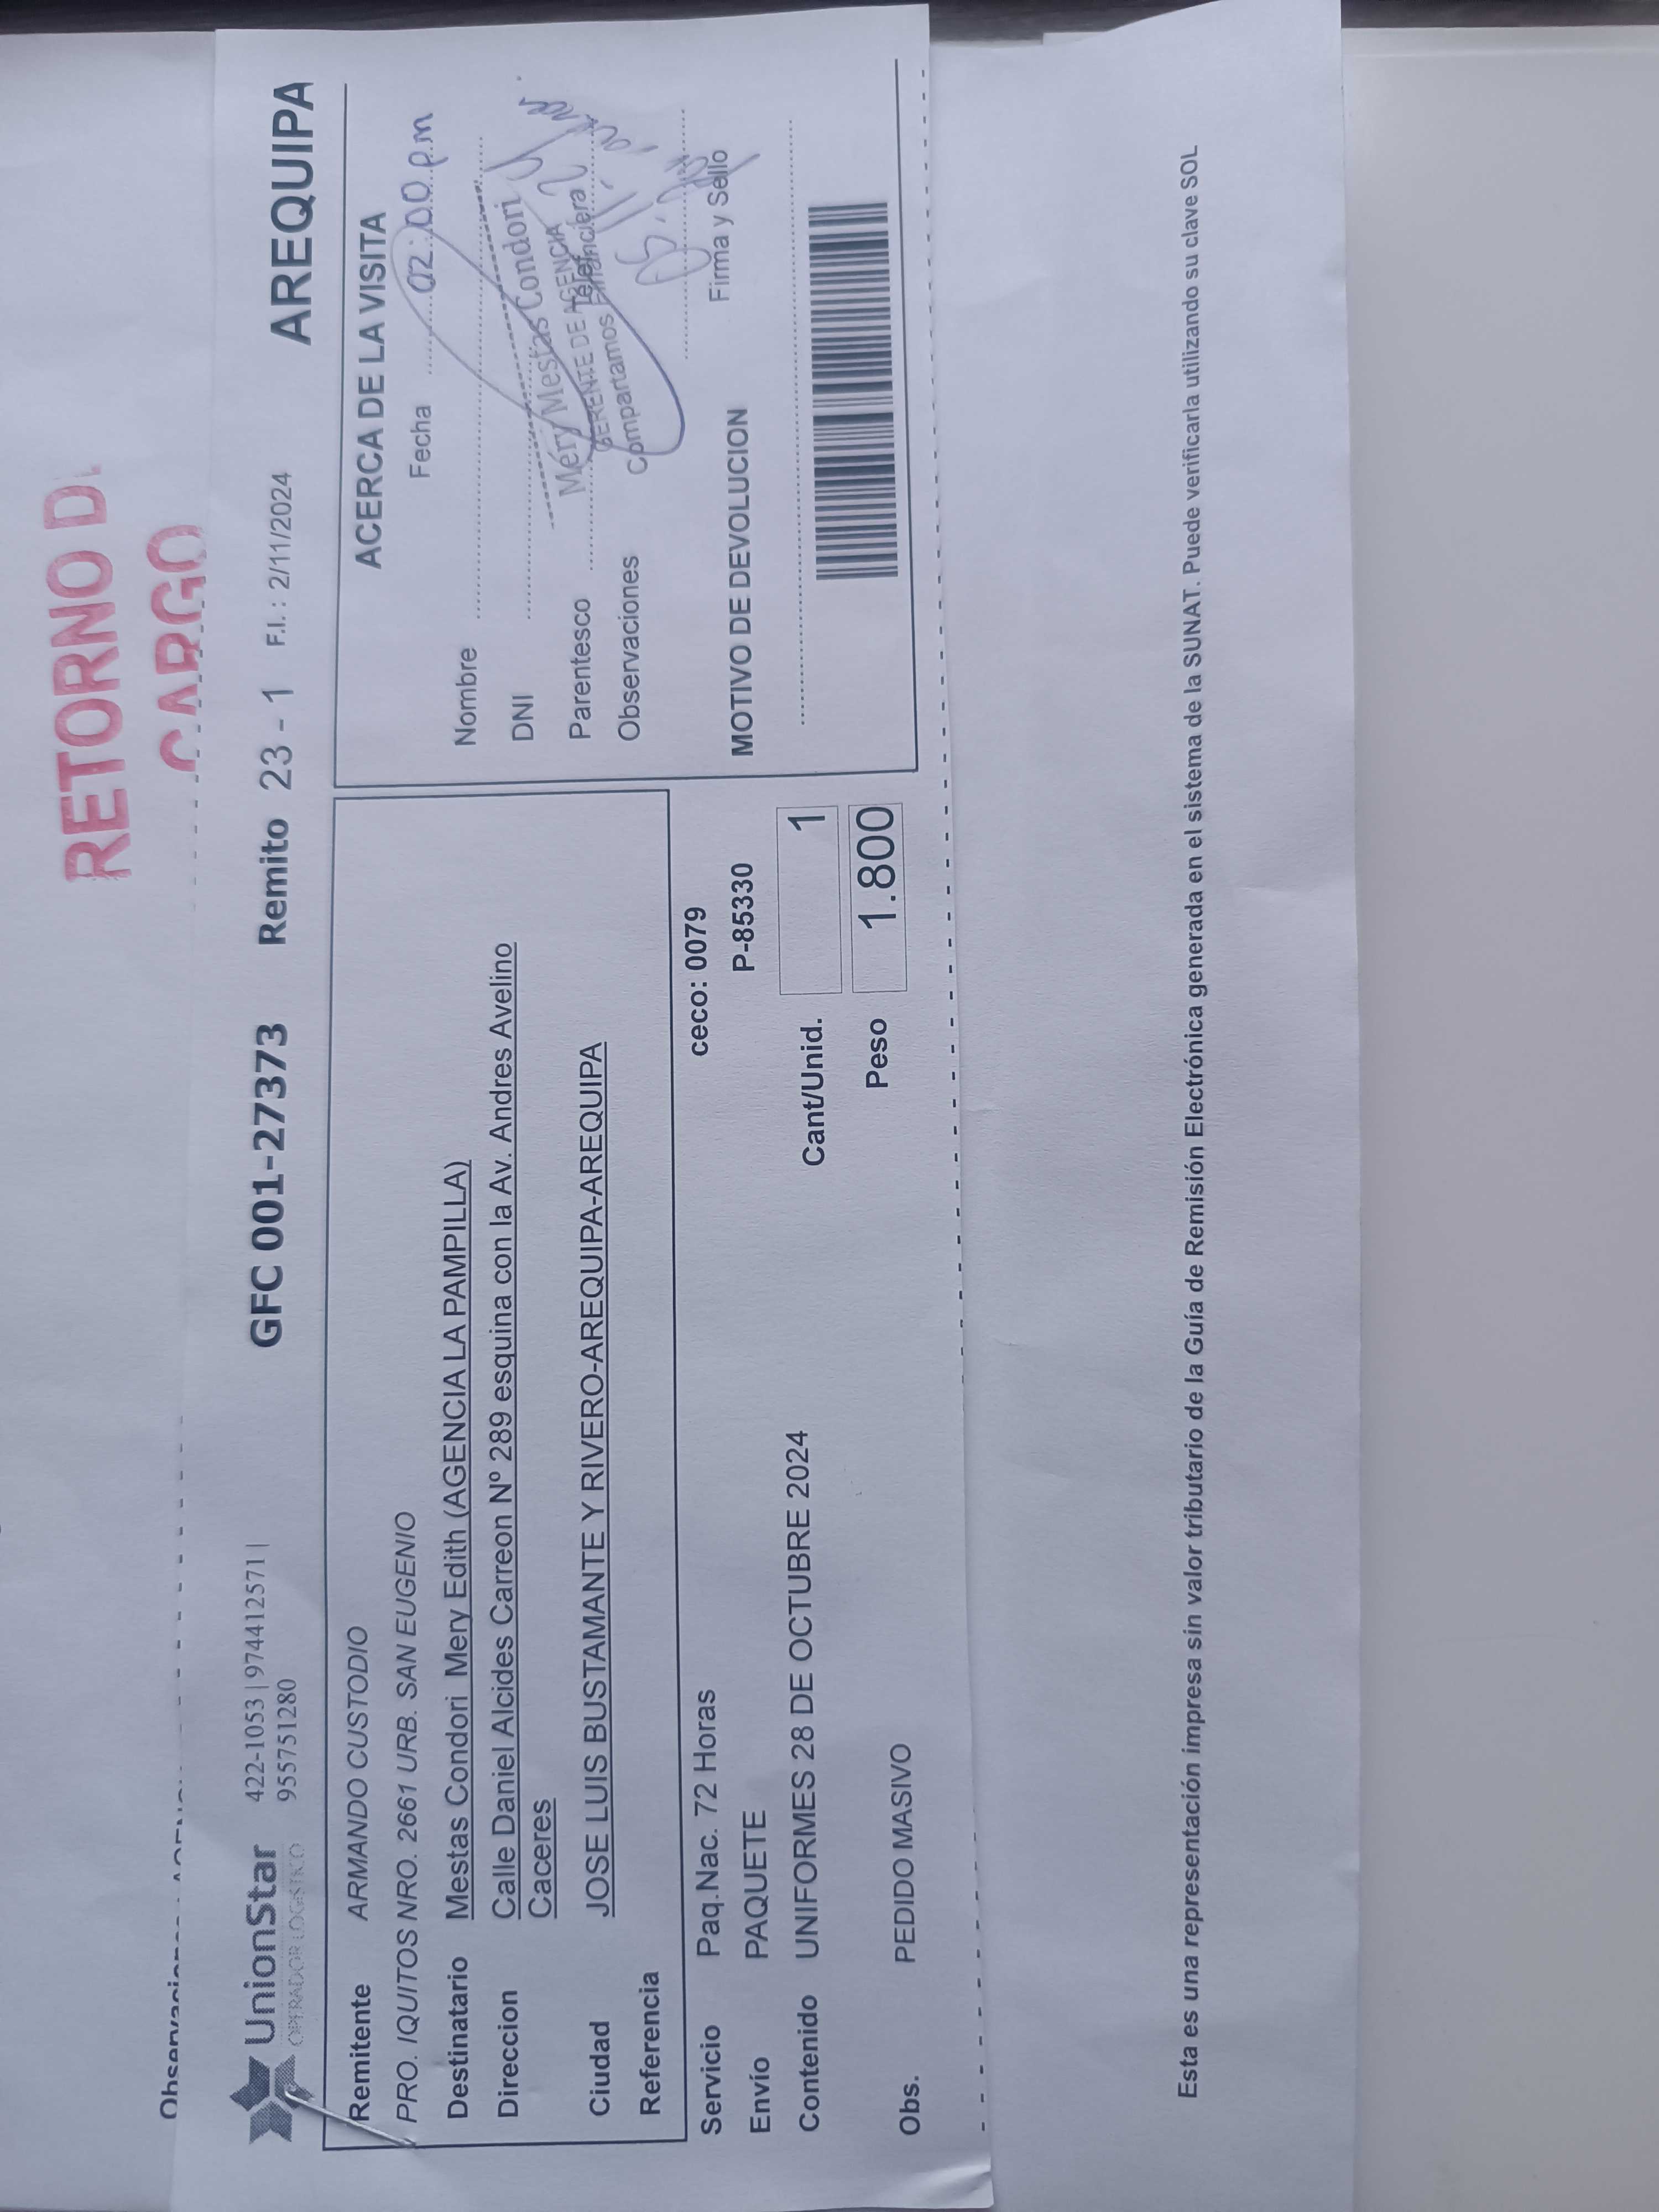 RETORNO D
CARGO
UnionStar
OPERADOR LOGISTICO
422-1053 | 974412571 |
955751280
GFC 001-27373 Remito 23 - 1 F.I. : 2/11/2024 AREQUIPA
Remitente ARMANDO CUSTODIO
PRO. IQUITOS NRO. 2661 URB. SAN EUGENIO
Destinatario Mestas Condori Mery Edith (AGENCIA LA PAMPILLA)
Direccion Calle Daniel Alcides Carreon Nº 289 esquina con la Av. Andres Avelino
Caceres
Ciudad JOSE LUIS BUSTAMANTE Y RIVERO-AREQUIPA-AREQUIPA
Referencia
Servicio Paq.Nac. 72 Horas ceco: 0079
Envío PAQUETE P-85330
Contenido UNIFORMES 28 DE OCTUBRE 2024 Cant/Unid. 1
Peso 1.800
Obs. PEDIDO MASIVO
ACERCA DE LA VISITA
Fecha 02:00 pm
Nombre
DNI
Mery Mestas Condori
Parentesco GERENTE DE AGENCIA Telef.
Compartamos Financiera
Observaciones
Firma y Sello
MOTIVO DE DEVOLUCION
Esta es una representación impresa sin valor tributario de la Guía de Remisión Electrónica generada en el sistema de la SUNAT. Puede verificarla utilizando su clave SOL